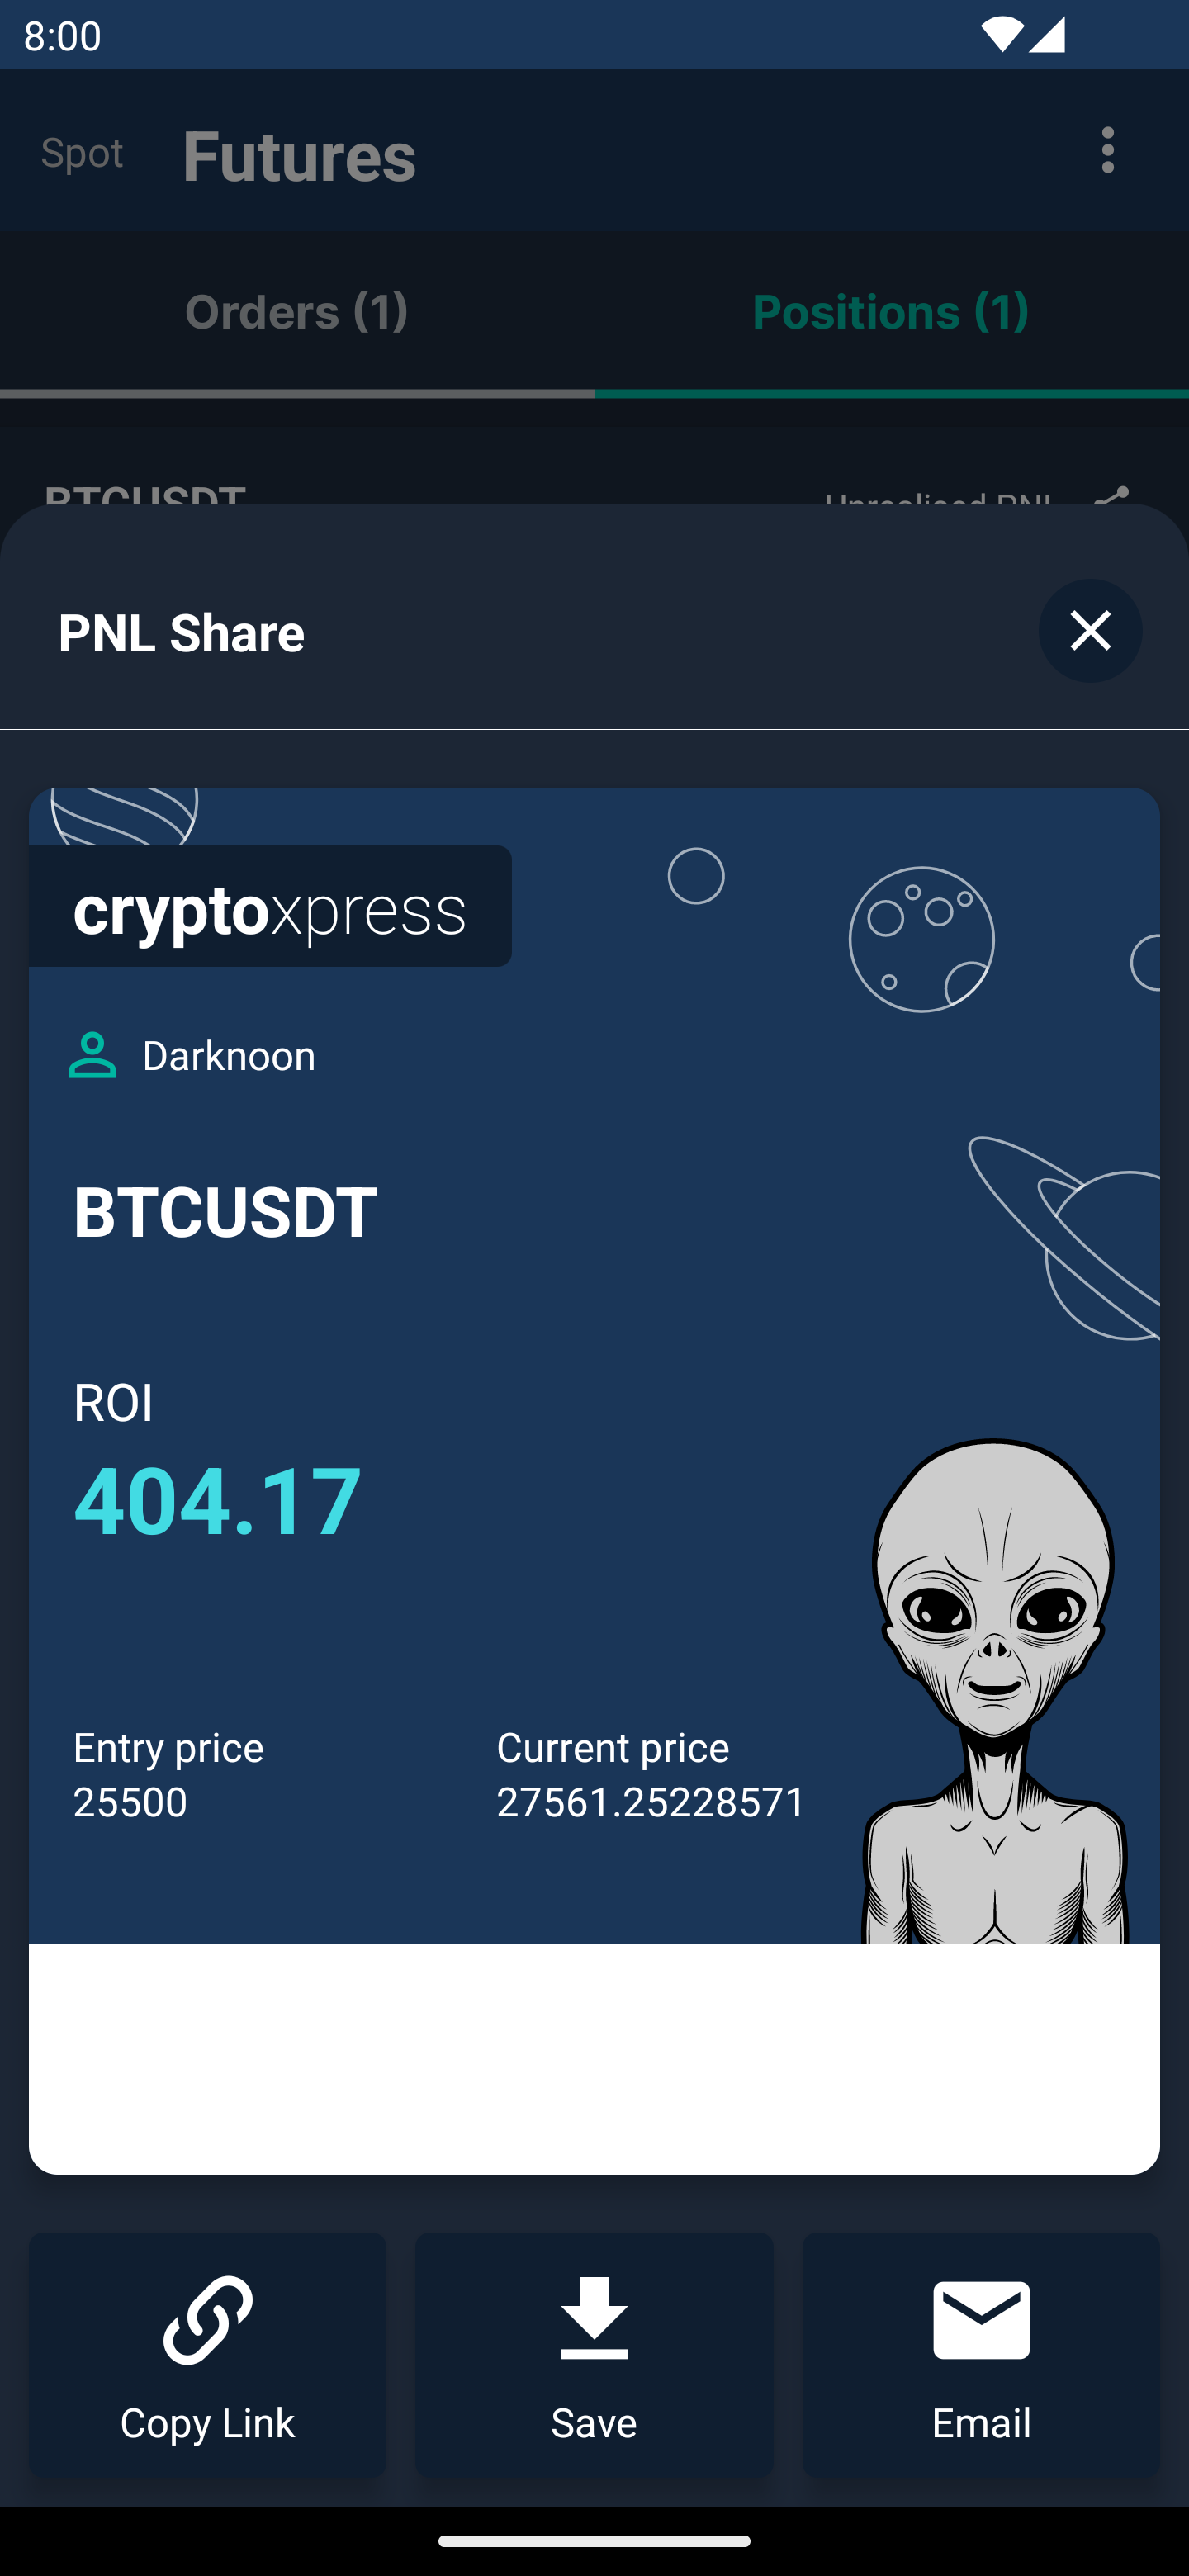 8:00
Spot Futures
Orders (1) Positions (1)
BTCUSDT Unrealised PNL
PNL Share
cryptoxpress
Darknoon
BTCUSDT
ROI
404.17
Entry price Current price
25500 27561.25228571
Copy Link Save Email